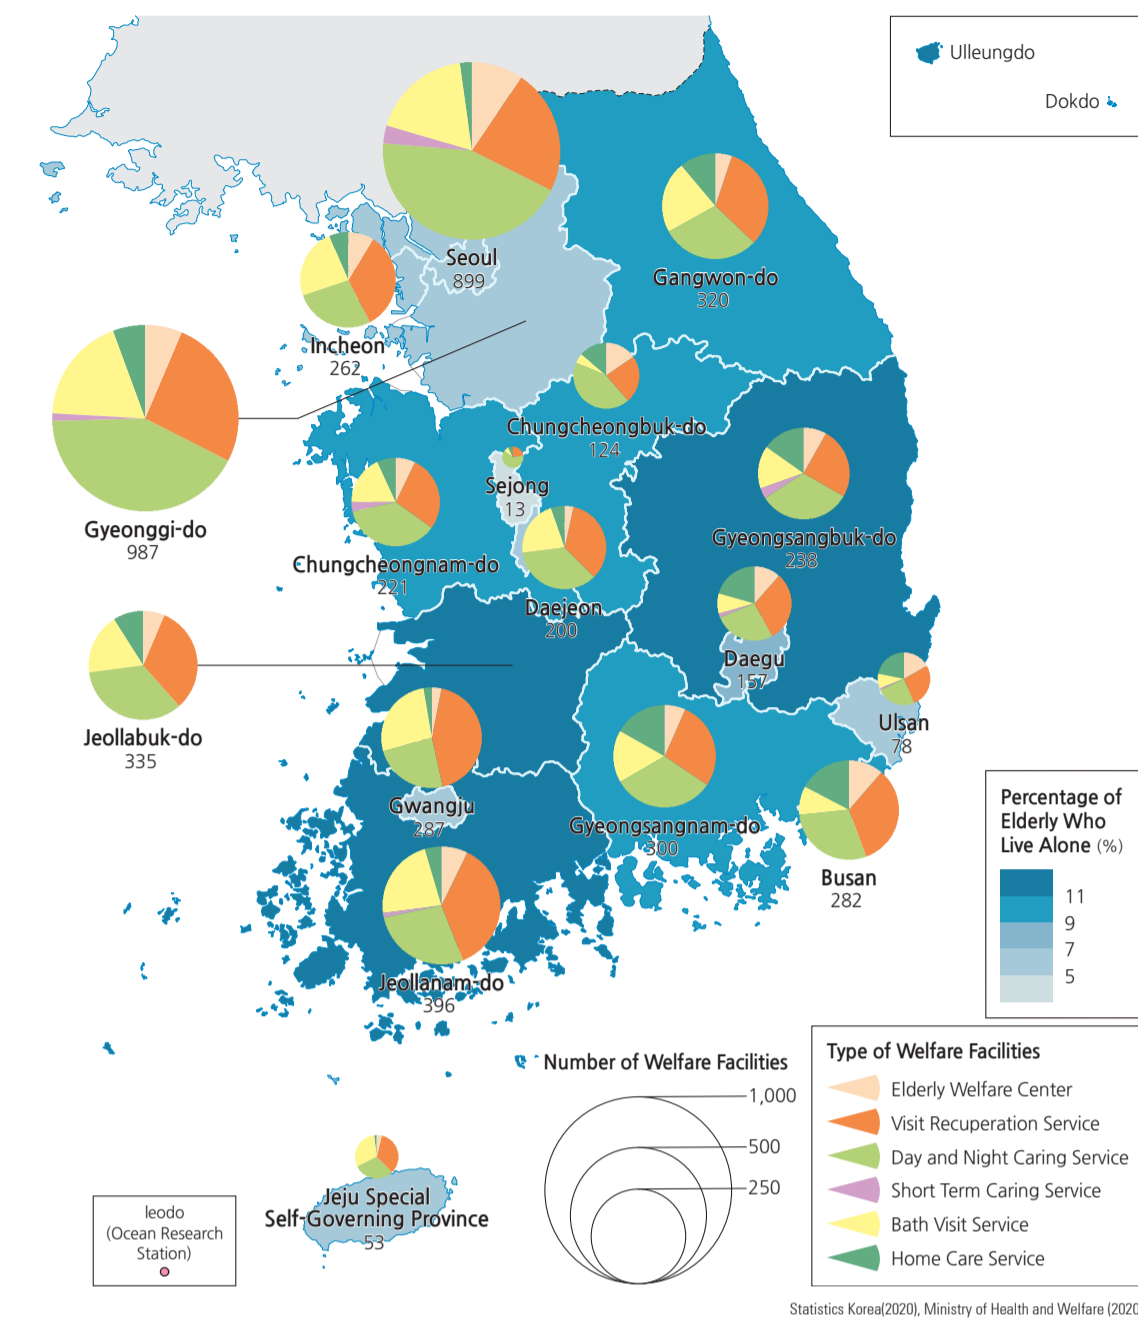 Ulleungdo
Dokdo
Seoul
899
Gangwon-do
320
Incheon
262
Chungcheongbuk-do
124
Gyeonggi-do
987
Sejong
13
Gyeongsangbuk-do
238
Chungcheongnam-do
221
Daejeon
200
Daegu
157
Jeollabuk-do
335
Ulsan
78
Gwangju
287
Gyeongsangnam-do
300
Busan
282
Jeollanam-do
396
Jeju Special
Self-Governing Province
53
Ieodo
(Ocean Research
Station)
Percentage of
Elderly Who
Live Alone (%)
11
9
7
5
Number of Welfare Facilities
1,000
500
250
Type of Welfare Facilities
Elderly Welfare Center
Visit Recuperation Service
Day and Night Caring Service
Short Term Caring Service
Bath Visit Service
Home Care Service
Statistics Korea(2020), Ministry of Health and Welfare (2020